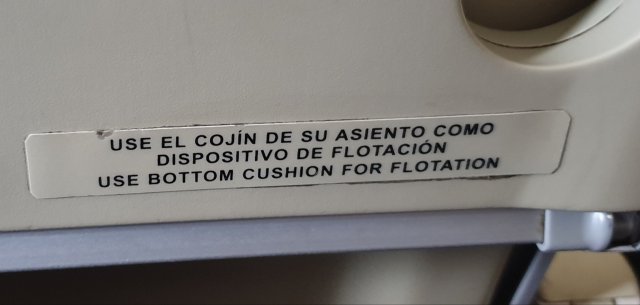 USE EL COJÍN DE SU ASIENTO COMO
DISPOSITIVO DE FLOTACIÓN
USE BOTTOM CUSHION FOR FLOTATION